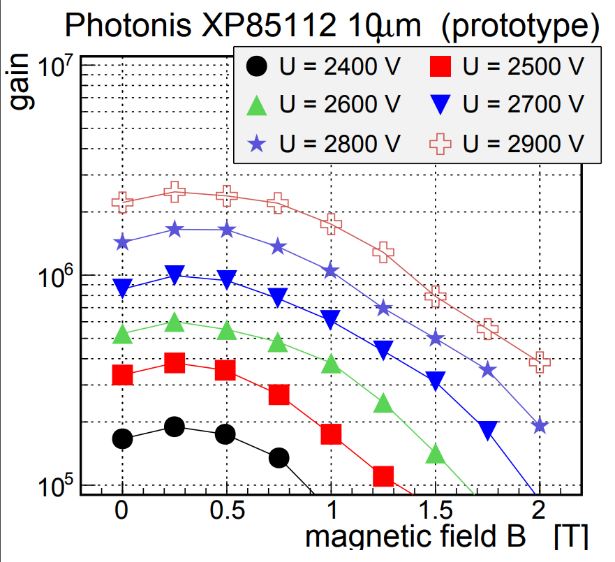 Photonis XP85112 10μm (prototype)
gain
10⁷
U = 2400 V
U = 2500 V
U = 2600 V
U = 2700 V
U = 2800 V
U = 2900 V
10⁶
10⁵
0 0.5 1 1.5 2
magnetic field B [T]